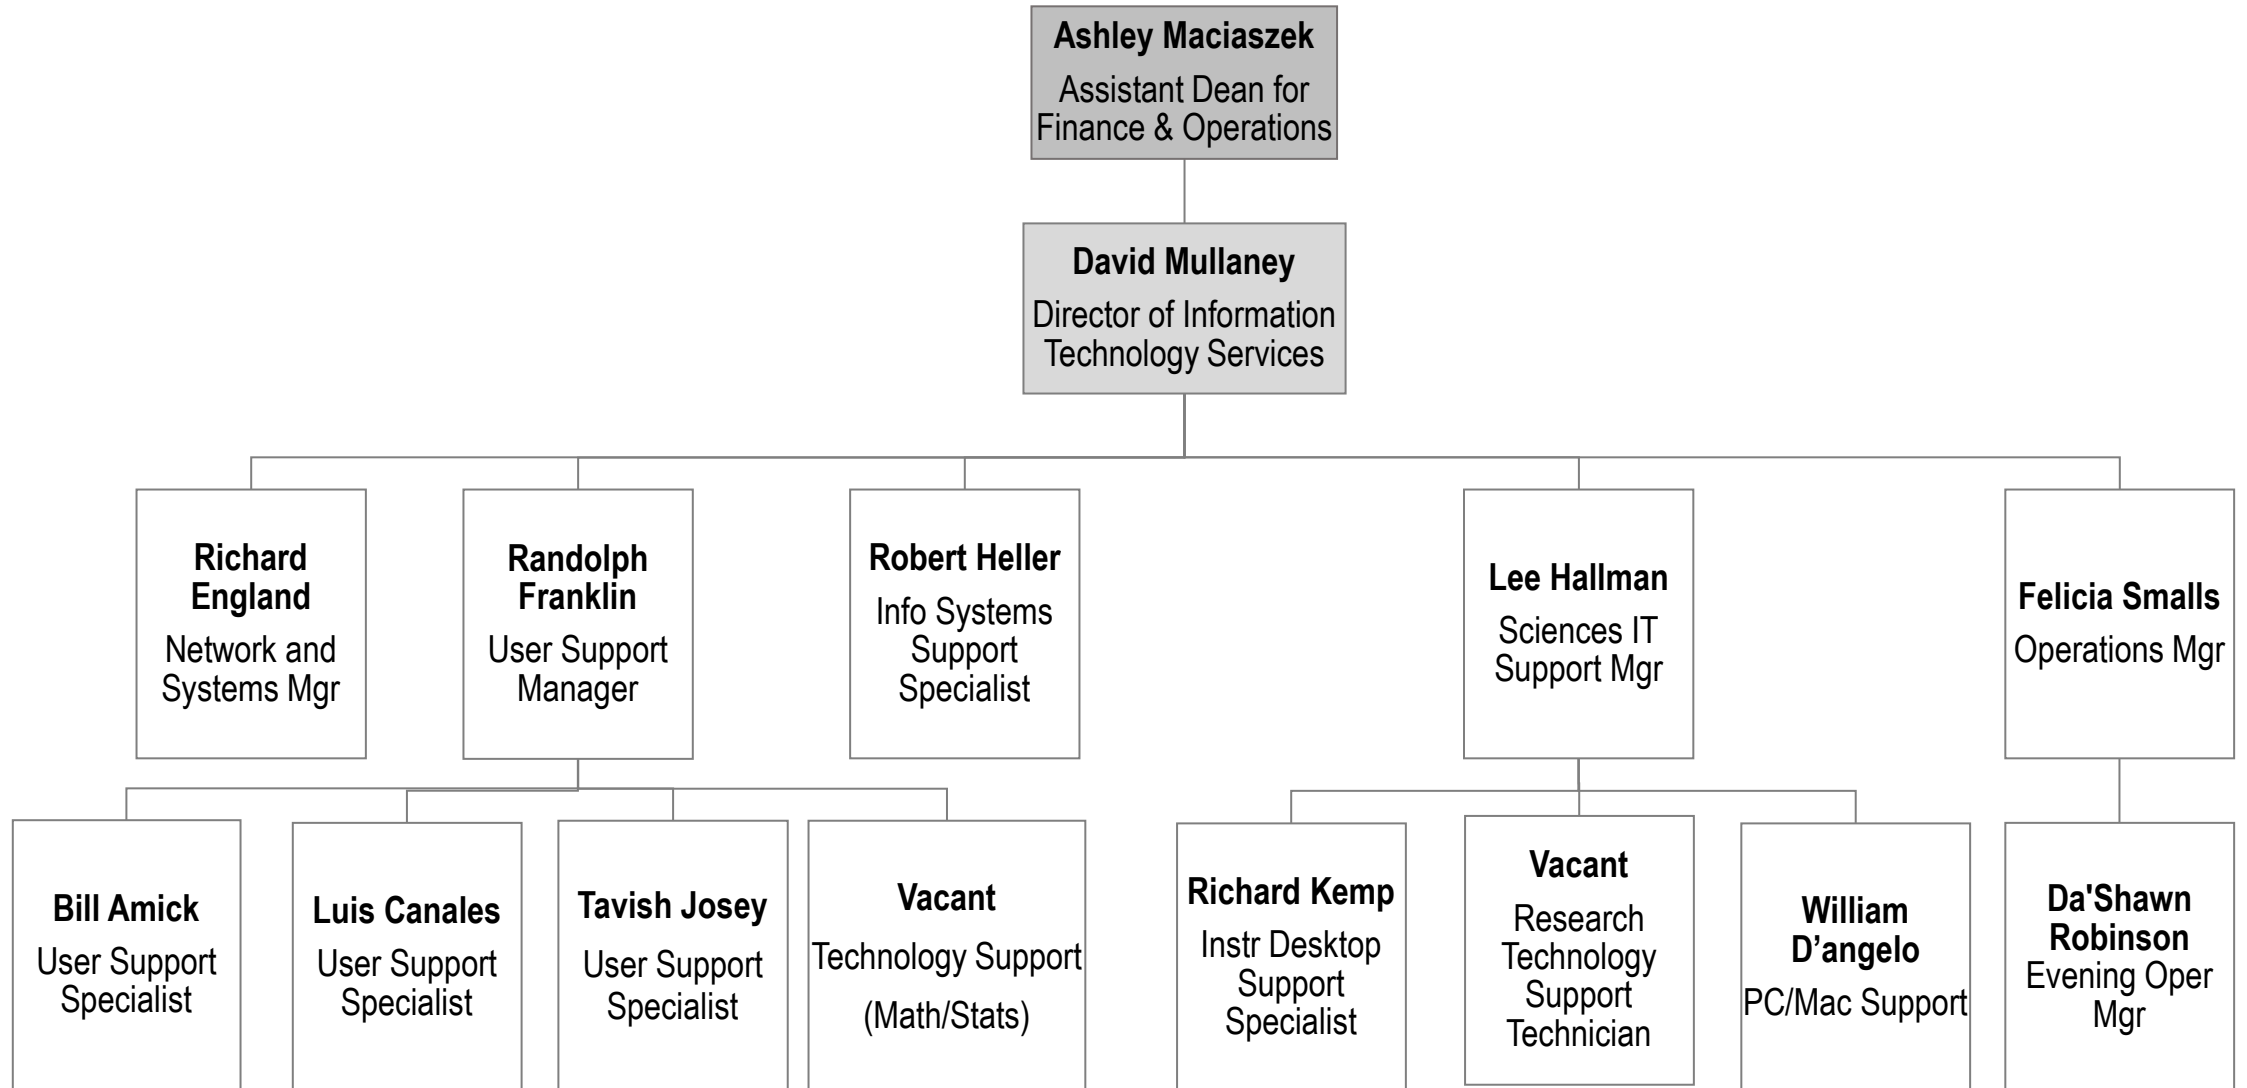 Ashley Maciaszek
Assistant Dean for
Finance & Operations
David Mullaney
Director of Information
Technology Services
Richard
England
Network and
Systems Mgr
Randolph
Franklin
User Support
Manager
Robert Heller
Info Systems
Support
Specialist
Lee Hallman
Sciences IT
Support Mgr
Felicia Smalls
Operations Mgr
Bill Amick
User Support
Specialist
Luis Canales
User Support
Specialist
Tavish Josey
User Support
Specialist
Vacant
Technology Support
(Math/Stats)
Richard Kemp
Instr Desktop
Support
Specialist
Vacant
Research
Technology
Support
Technician
William
D’angelo
PC/Mac Support
Da'Shawn
Robinson
Evening Oper
Mgr